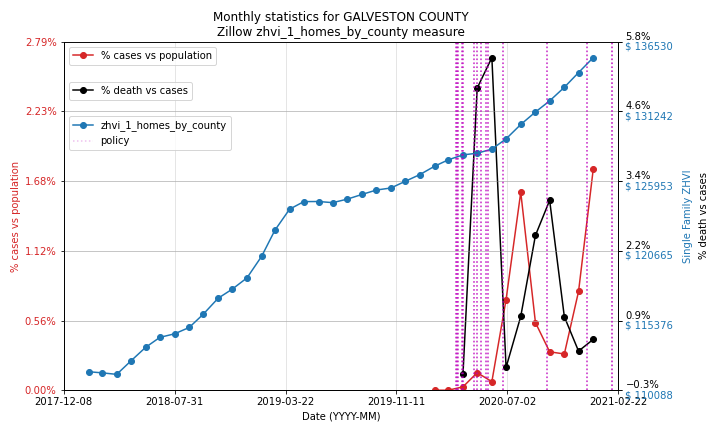 Monthly statistics for GALVESTON COUNTY
Zillow zhvi_1_homes_by_county measure
2.79%
2.23%
1.68%
1.12%
0.56%
0.00%
% cases vs population
% cases vs population
% death vs cases
zhvi_1_homes_by_county
policy
5.8%
$ 136530
4.6%
$ 131242
3.4%
$ 125953
2.2%
$ 120665
0.9%
$ 115376
−0.3%
$ 110088
Single Family ZHVI
% death vs cases
2017-12-08
2018-07-31
2019-03-22
2019-11-11
2020-07-02
2021-02-22
Date (YYYY-MM)